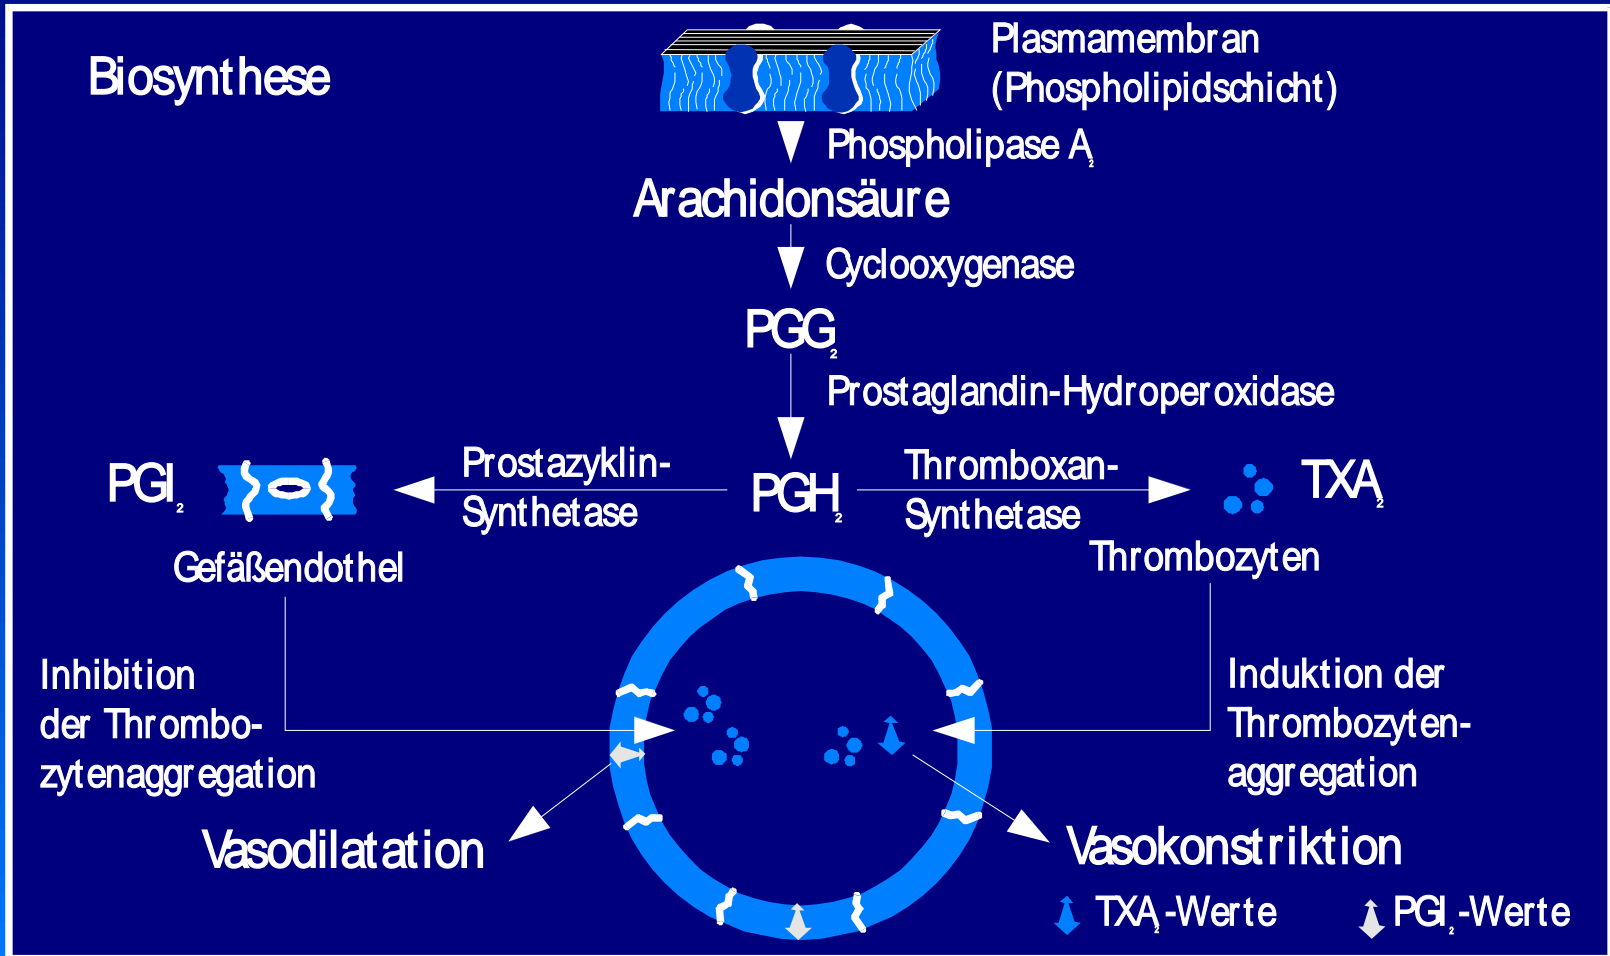 Biosynthese
Plasmamembran
(Phospholipidschicht)
Phospholipase A₂
Arachidonsäure
Cyclooxygenase
PGG₂
Prostaglandin-Hydroperoxidase
PGI₂
Prostazyklin-
Synthetase
PGH₂
Thromboxan-
Synthetase
TXA₂
Gefäßendothel
Thrombozyten
Inhibition
der Thrombo-
zytenaggregation
Induktion der
Thrombozyten-
aggregation
Vasodilatation
Vasokonstriktion
TXA₂-Werte
PGI₂-Werte